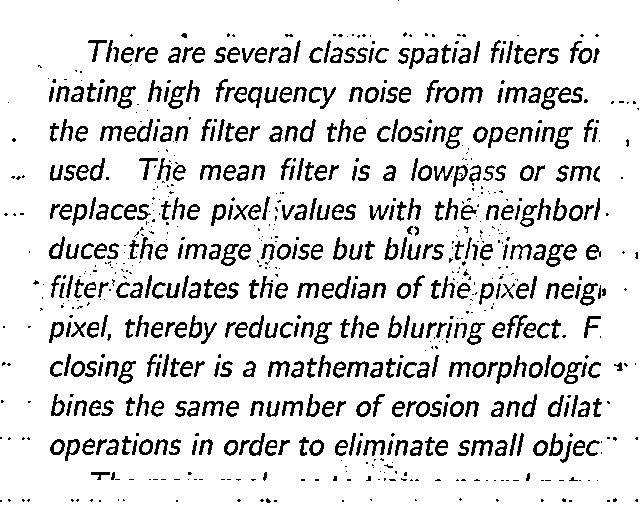 There are several classic spatial filters for
inating high frequency noise from images.
the median filter and the closing opening fi
used. The mean filter is a lowpass or smo
replaces the pixel values with the neighborh
duces the image noise but blurs the image e
filter calculates the median of the pixel neig
pixel, thereby reducing the blurring effect. F
closing filter is a mathematical morphologic
bines the same number of erosion and dilat
operations in order to eliminate small objec